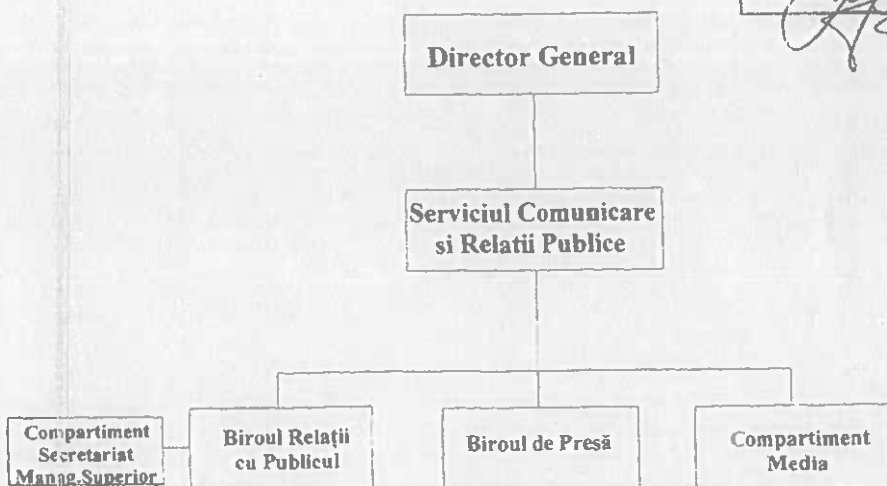 Director General
Serviciul Comunicare
si Relatii Publice
Compartiment
Secretariat
Manag.Superior
Biroul Relații
cu Publicul
Biroul de Presă
Compartiment
Media